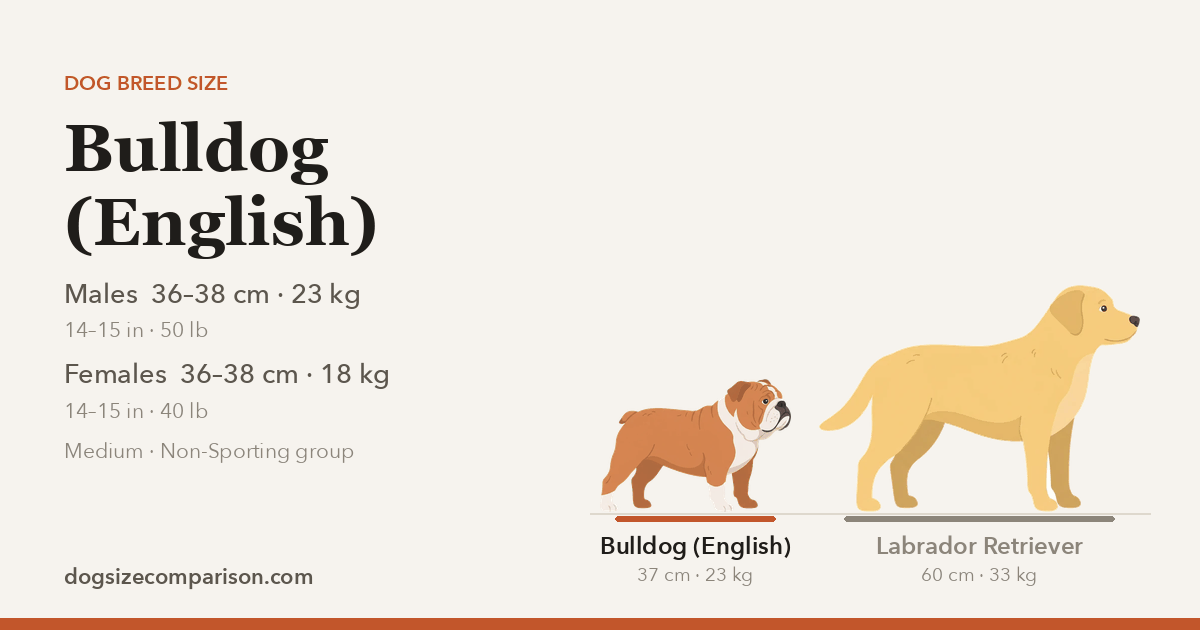 DOG BREED SIZE
Bulldog
(English)
Males 36–38 cm · 23 kg
14–15 in · 50 lb
Females 36–38 cm · 18 kg
14–15 in · 40 lb
Medium · Non-Sporting group
dogsizecomparison.com
Bulldog (English)
37 cm · 23 kg
Labrador Retriever
60 cm · 33 kg